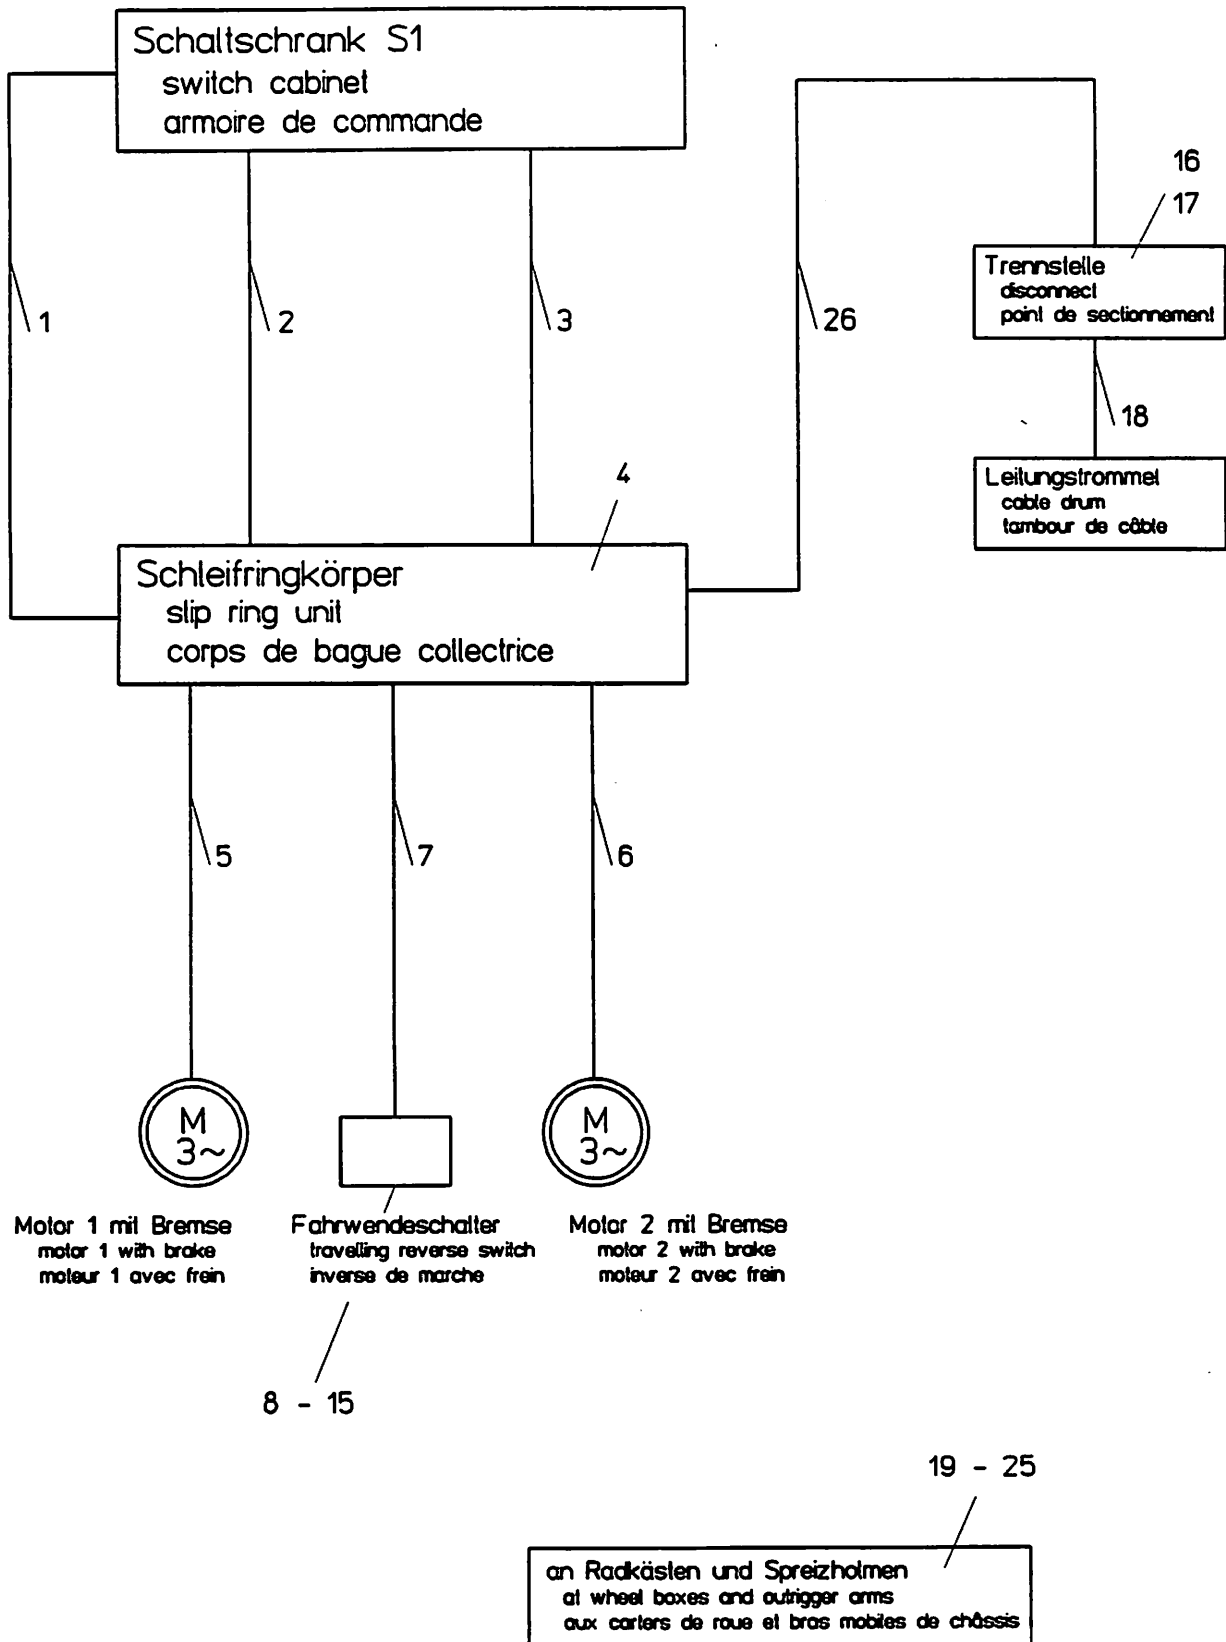 Schaltschrank S1
switch cabinet
armoire de commande
16
17
Trennstelle
disconnect
point de sectionnement
1
2
3
26
18
4
Leitungstrommel
cable drum
tambour de câble
Schleifringkörper
slip ring unit
corps de bague collectrice
5
7
6
M
3~
M
3~
Motor 1 mit Bremse
motor 1 with brake
moteur 1 avec frein
Fahrwendeschalter
travelling reverse switch
inverse de marche
Motor 2 mit Bremse
motor 2 with brake
moteur 2 avec frein
8 - 15
19 - 25
an Radkästen und Spreizholmen
at wheel boxes and outrigger arms
aux carters de roue et bras mobiles de châssis